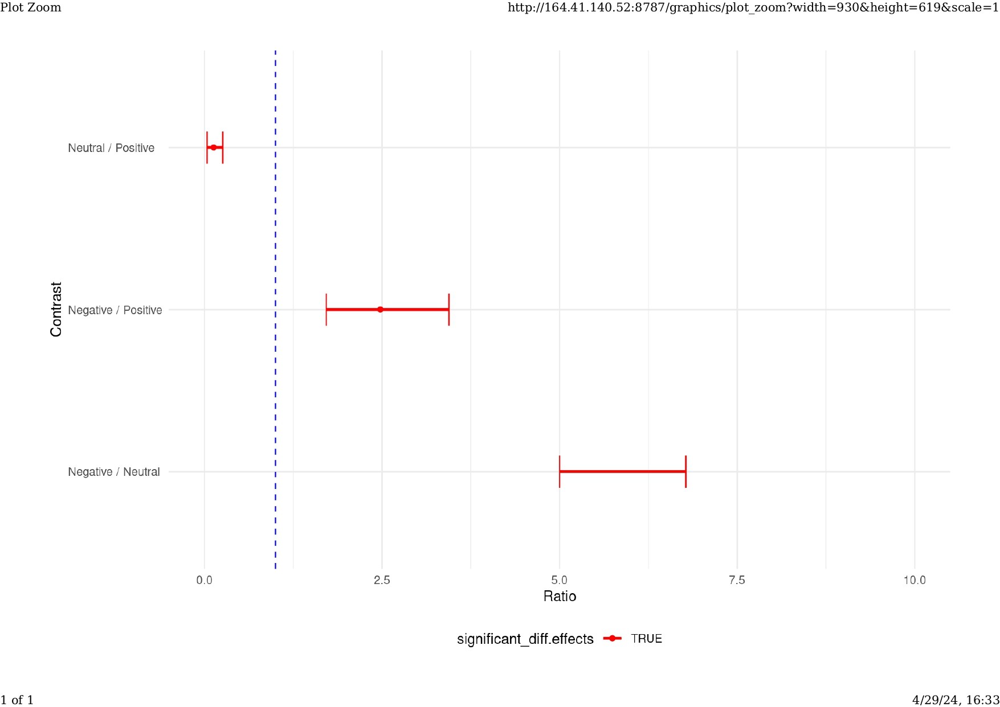 Plot Zoom
http://164.41.140.52:8787/graphics/plot_zoom?width=930&height=619&scale=1
Neutral / Positive
Negative / Positive
Negative / Neutral
Contrast
0.0 2.5 5.0 7.5 10.0
Ratio
significant_diff.effects TRUE
1 of 1
4/29/24, 16:33